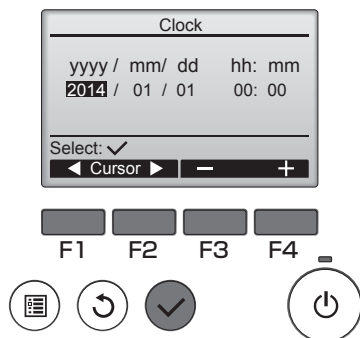 Clock
yyyy / mm/ dd hh: mm
2014 / 01 / 01 00: 00
Select: ✓
◀ Cursor ▶ − +
F1 F2 F3 F4